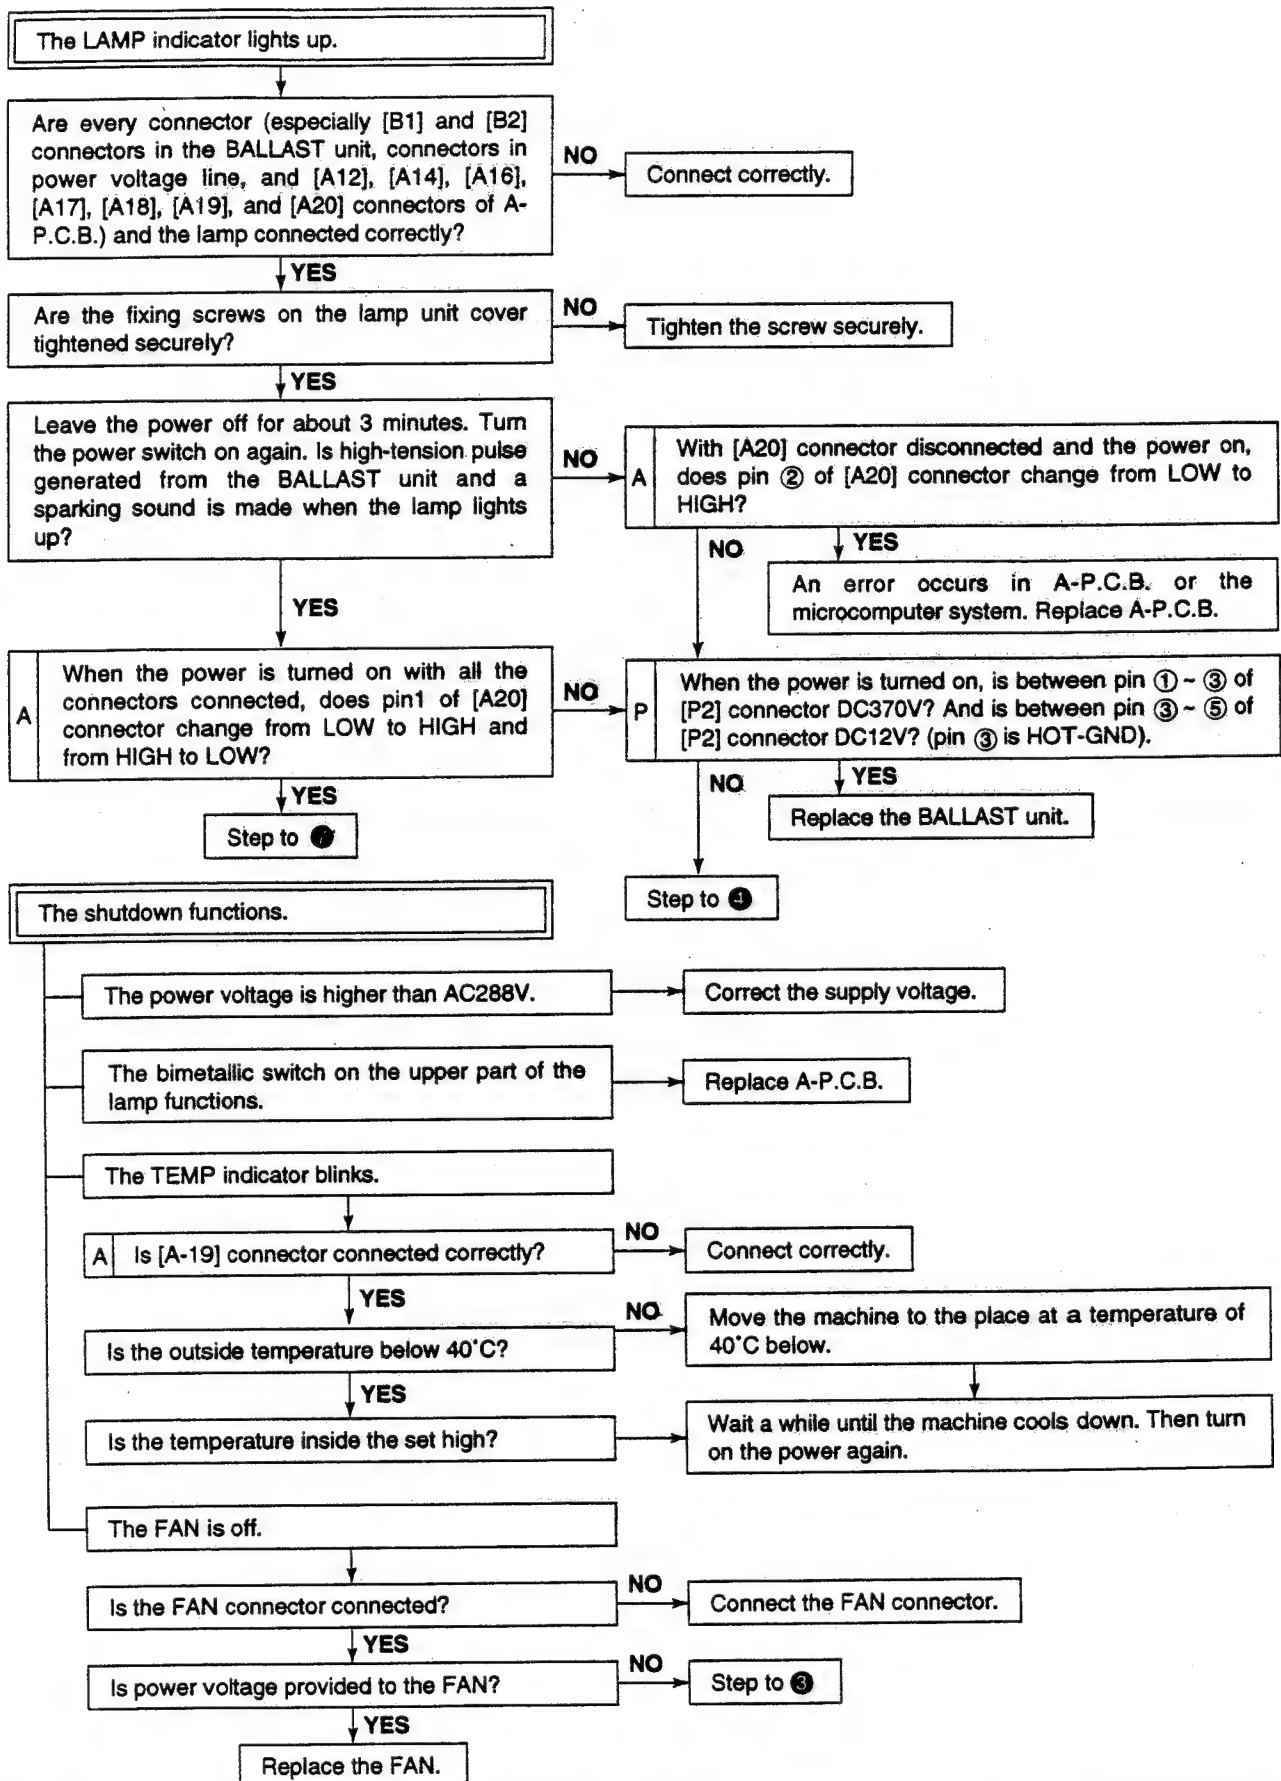 The LAMP indicator lights up.
Are every connector (especially [B1] and [B2]
connectors in the BALLAST unit, connectors in
power voltage line, and [A12], [A14], [A16],
[A17], [A18], [A19], and [A20] connectors of A-
P.C.B.) and the lamp connected correctly?
NO
Connect correctly.
YES
Are the fixing screws on the lamp unit cover
tightened securely?
NO
Tighten the screw securely.
YES
Leave the power off for about 3 minutes. Turn
the power switch on again. Is high-tension pulse
generated from the BALLAST unit and a
sparking sound is made when the lamp lights
up?
NO
A
With [A20] connector disconnected and the power on,
does pin ② of [A20] connector change from LOW to
HIGH?
NO
YES
An error occurs in A-P.C.B. or the
microcomputer system. Replace A-P.C.B.
YES
A
When the power is turned on with all the
connectors connected, does pin1 of [A20]
connector change from LOW to HIGH and
from HIGH to LOW?
NO
P
When the power is turned on, is between pin ① ~ ③ of
[P2] connector DC370V? And is between pin ③ ~ ⑤ of
[P2] connector DC12V? (pin ③ is HOT-GND).
YES
Step to
NO
YES
Replace the BALLAST unit.
Step to
The shutdown functions.
The power voltage is higher than AC288V.
Correct the supply voltage.
The bimetallic switch on the upper part of the
lamp functions.
Replace A-P.C.B.
The TEMP indicator blinks.
A
Is [A-19] connector connected correctly?
NO
Connect correctly.
YES
Is the outside temperature below 40°C?
NO
Move the machine to the place at a temperature of
40°C below.
YES
Is the temperature inside the set high?
Wait a while until the machine cools down. Then turn
on the power again.
The FAN is off.
Is the FAN connector connected?
NO
Connect the FAN connector.
YES
Is power voltage provided to the FAN?
NO
Step to ❸
YES
Replace the FAN.